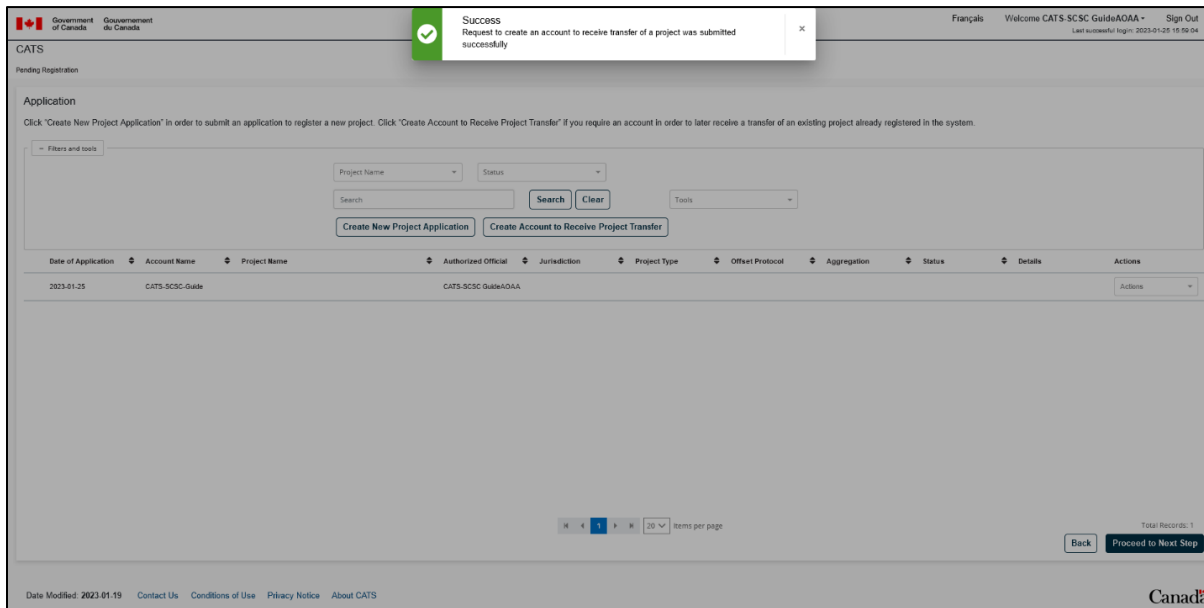 Government of Canada
Gouvernement du Canada
Success
Request to create an account to receive transfer of a project was submitted
successfully
×
Français Welcome CATS-SCSC GuideAOAA Sign Out
Last successful login: 2023-01-25 15:59:04
CATS
Pending Registration
Application
Click "Create New Project Application" in order to submit an application to register a new project. Click "Create Account to Receive Project Transfer" if you require an account in order to later receive a transfer of an existing project already registered in the system.
− Filters and tools
Project Name Status
Search Search Clear Tools
Create New Project Application Create Account to Receive Project Transfer
Date of Application Account Name Project Name Authorized Official Jurisdiction Project Type Offset Protocol Aggregation Status Details Actions
2023-01-25 CATS-SCSC-Guide CATS-SCSC GuideAOAA Actions
1 20 items per page Total Records: 1
Back Proceed to Next Step
Date Modified: 2023-01-19 Contact Us Conditions of Use Privacy Notice About CATS Canada